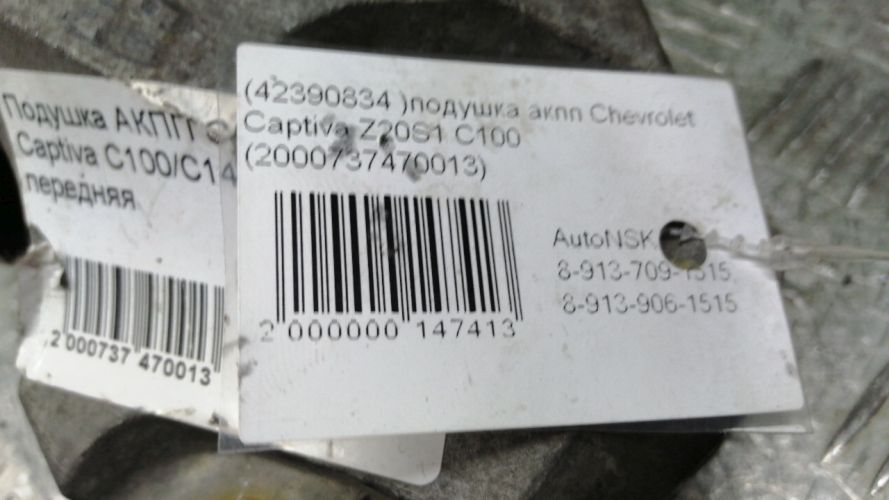 (42390834 )подушка акпп Chevrolet
Captiva Z20S1 C100
(2000737470013)
AutoNSK
8-913-709-1515
8-913-906-1515
2 000000 147413
Подушка АКПП
Captiva C100/C14
передняя
2 000737 470013